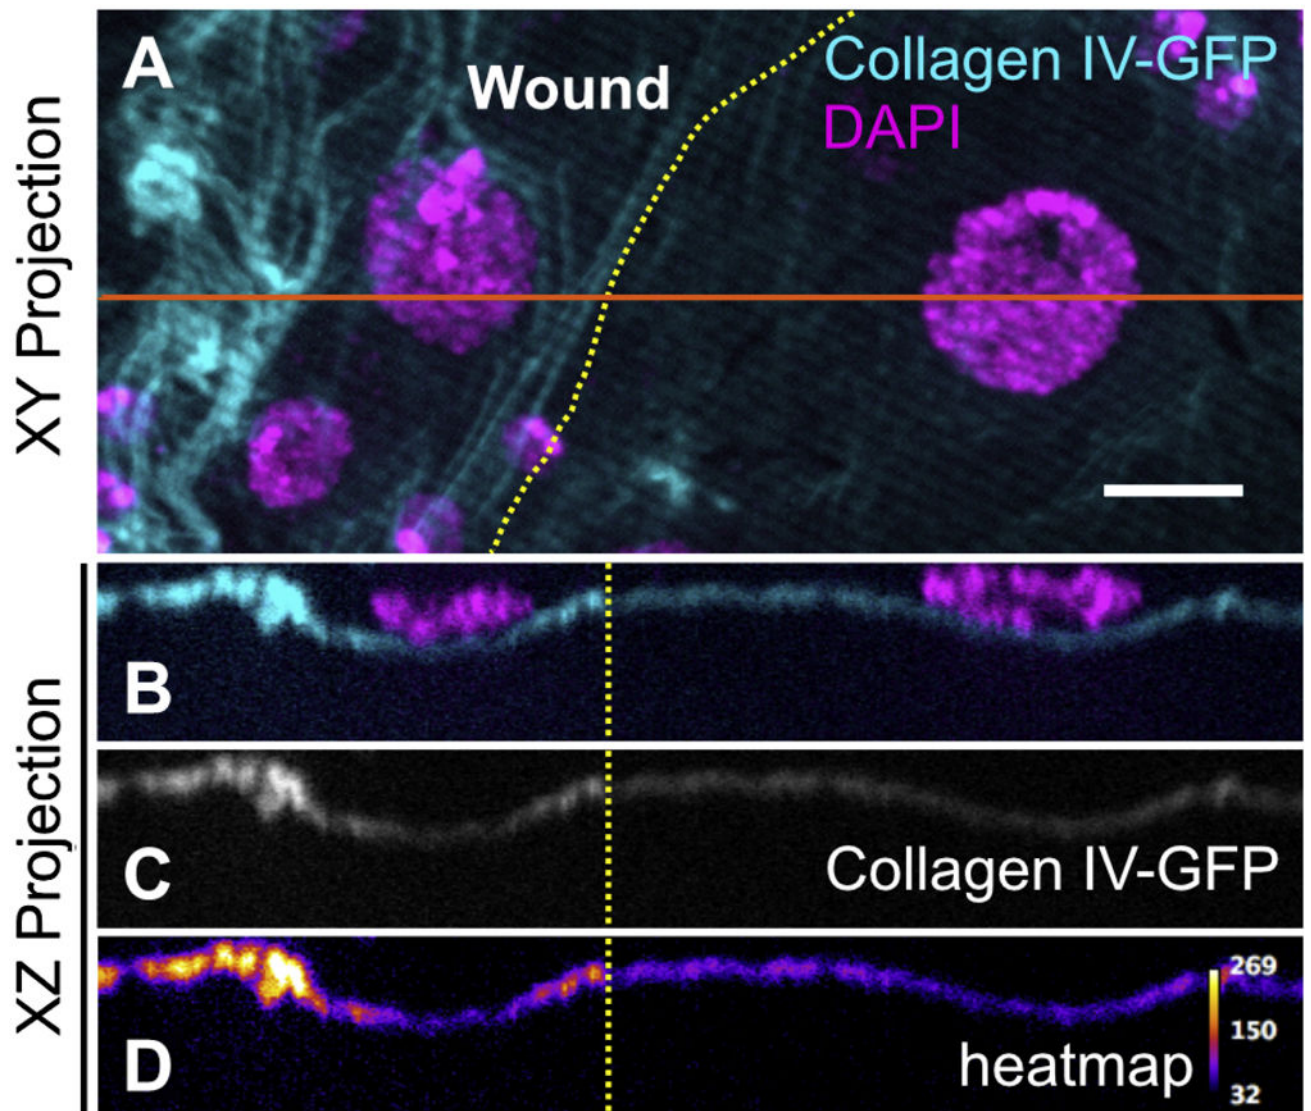 XY Projection
A
Wound
Collagen IV-GFP
DAPI
XZ Projection
B
C
Collagen IV-GFP
D
heatmap
269
150
32